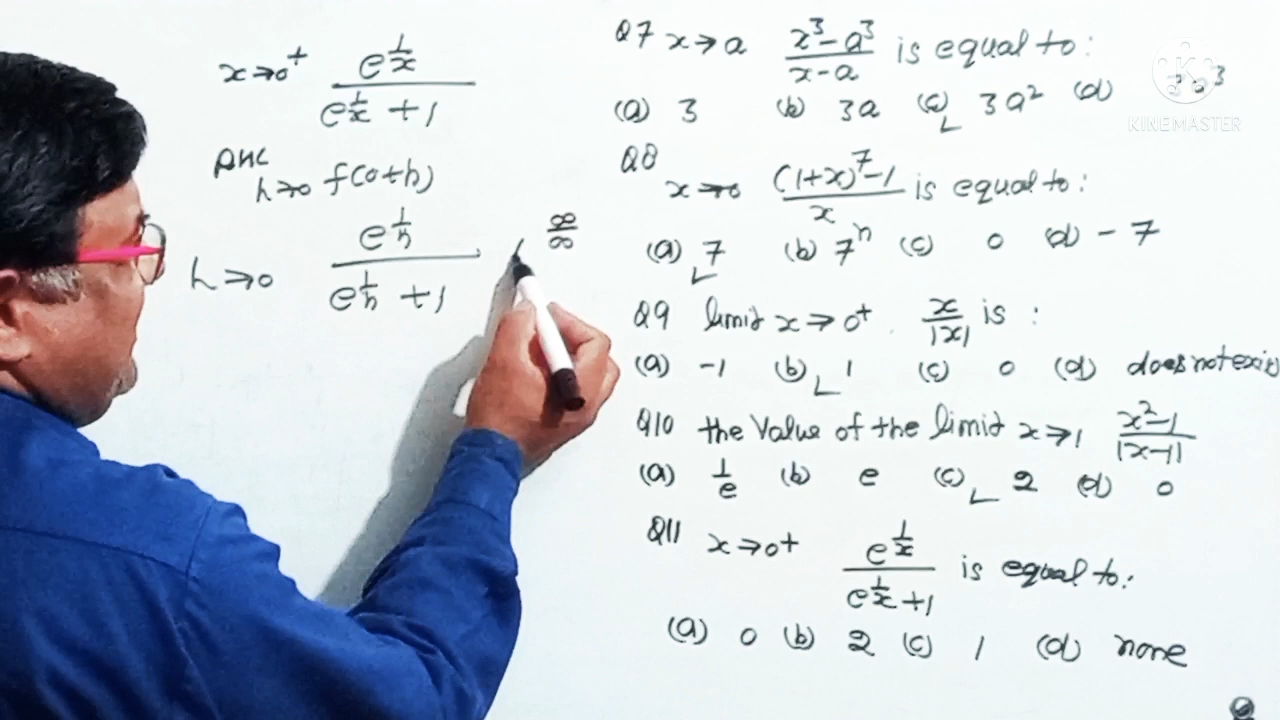 x→0⁺ e^(1/x) / (e^(1/x) + 1)
RHL
h→0 f(0+h)
h→0 e^(1/h) / (e^(1/h) + 1) ∞/∞
Q7 x→a (x³−a³)/(x−a) is equal to:
(a) 3 (b) 3a (c) 3a² (d)
Q8
x→0 ((1+x)⁷−1)/x is equal to:
(a) 7 (b) 7ⁿ (c) 0 (d) −7
Q9 limit x→0⁺ x/|x| is :
(a) −1 (b) 1 (c) 0 (d) does not exis
Q10 the Value of the limit x→1 (x²−1)/|x−1|
(a) 1/e (b) e (c) 2 (d) 0
Q11 x→0⁺ e^(1/x) / (e^(1/x)+1) is equal to:
(a) 0 (b) 2 (c) 1 (d) none
KINEMASTER